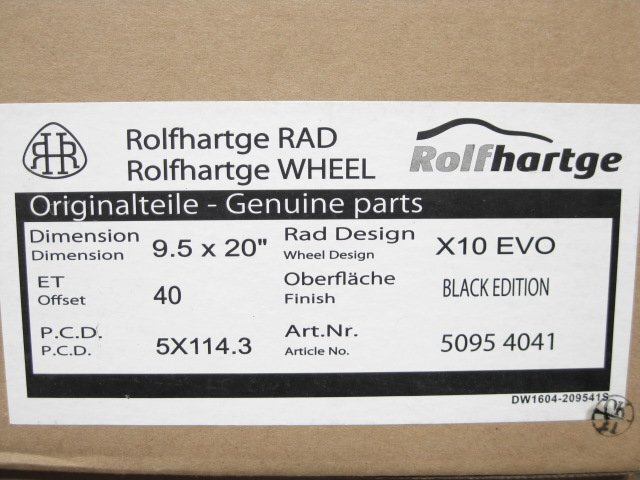 RHR
Rolfhartge RAD
Rolfhartge WHEEL
Rolfhartge
Originalteile - Genuine parts
Dimension 9.5 x 20" Rad Design X10 EVO
Dimension Wheel Design
ET 40 Oberfläche BLACK EDITION
Offset Finish
P.C.D. 5X114.3 Art.Nr. 5095 4041
P.C.D. Article No.
DW1604-209541S